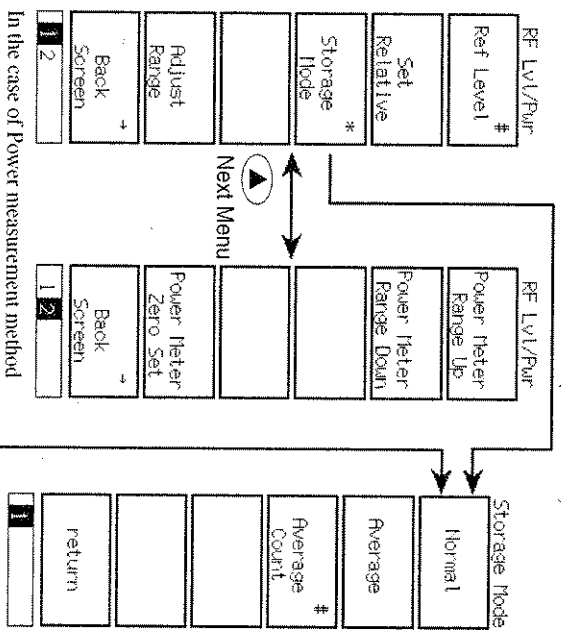 RF Lvl/Pwr
#
Ref Level
Set
Relative
*
Storage
Mode
Adjust
Range
→
Back
Screen
1 2
Next Menu
RF Lvl/Pwr
Power Meter
Range Up
Power Meter
Range Down
Power Meter
Zero Set
→
Back
Screen
1 2
Storage Mode
Normal
Average
#
Average
Count
return
1
In the case of Power measurement method